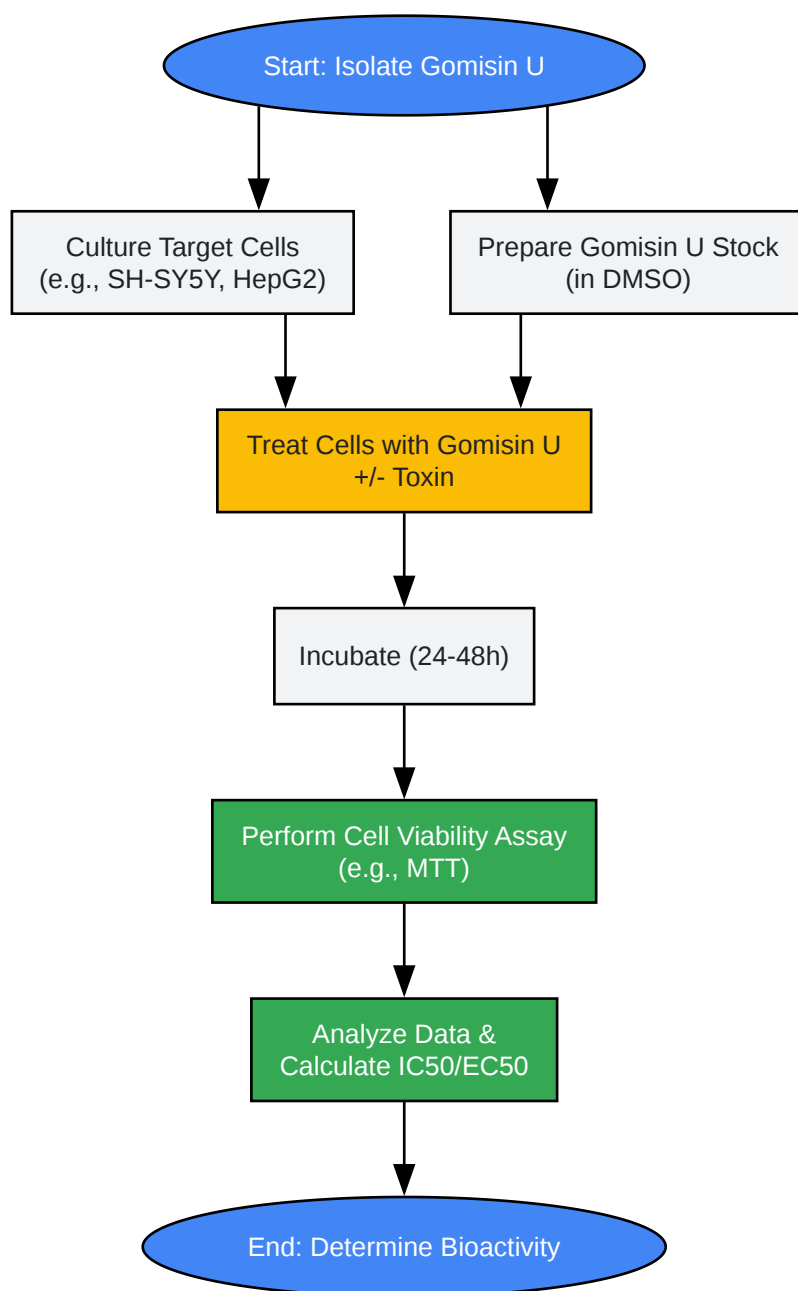 Start: Isolate Gomisin U
Culture Target Cells
(e.g., SH-SY5Y, HepG2)
Prepare Gomisin U Stock
(in DMSO)
Treat Cells with Gomisin U
+/- Toxin
Incubate (24-48h)
Perform Cell Viability Assay
(e.g., MTT)
Analyze Data &
Calculate IC50/EC50
End: Determine Bioactivity